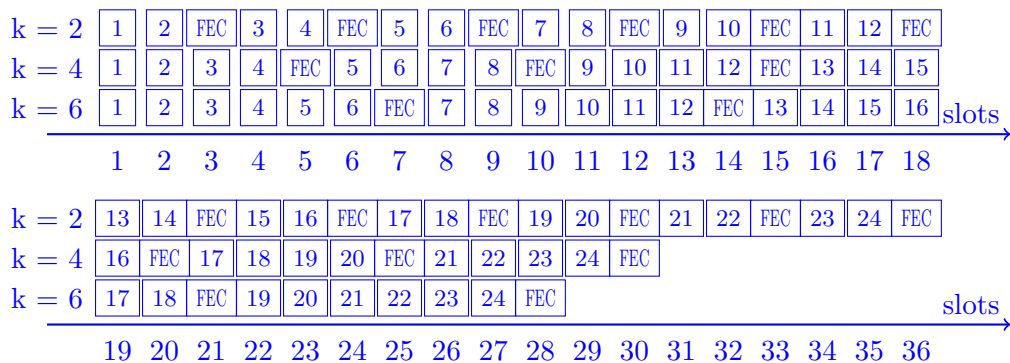 k = 2 1 2 FEC 3 4 FEC 5 6 FEC 7 8 FEC 9 10 FEC 11 12 FEC
k = 4 1 2 3 4 FEC 5 6 7 8 FEC 9 10 11 12 FEC 13 14 15
k = 6 1 2 3 4 5 6 FEC 7 8 9 10 11 12 FEC 13 14 15 16
slots
1 2 3 4 5 6 7 8 9 10 11 12 13 14 15 16 17 18
k = 2 13 14 FEC 15 16 FEC 17 18 FEC 19 20 FEC 21 22 FEC 23 24 FEC
k = 4 16 FEC 17 18 19 20 FEC 21 22 23 24 FEC
k = 6 17 18 FEC 19 20 21 22 23 24 FEC
slots
19 20 21 22 23 24 25 26 27 28 29 30 31 32 33 34 35 36